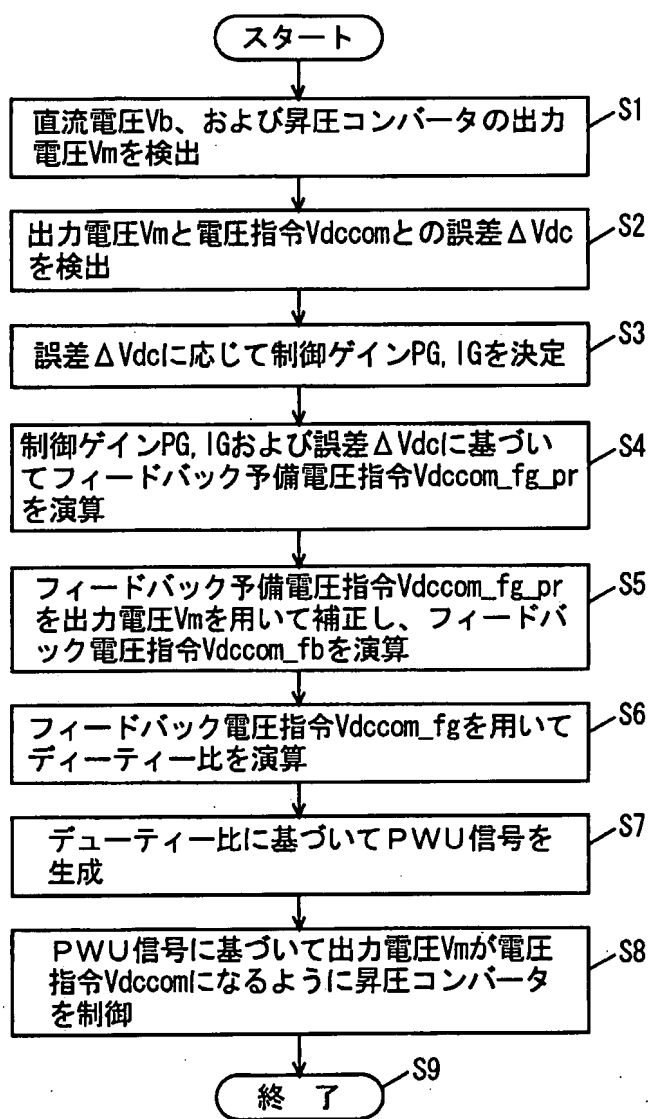 スタート
直流電圧Vb、および昇圧コンバータの出力
電圧Vmを検出
S1
出力電圧Vmと電圧指令Vdccomとの誤差ΔVdc
を検出
S2
誤差ΔVdcに応じて制御ゲインPG,IGを決定
S3
制御ゲインPG,IGおよび誤差ΔVdcに基づい
てフィードバック予備電圧指令Vdccom_fg_pr
を演算
S4
フィードバック予備電圧指令Vdccom_fg_pr
を出力電圧Vmを用いて補正し、フィードバ
ック電圧指令Vdccom_fbを演算
S5
フィードバック電圧指令Vdccom_fgを用いて
ディーティー比を演算
S6
デューティー比に基づいてPWU信号を
生成
S7
PWU信号に基づいて出力電圧Vmが電圧
指令Vdccomになるように昇圧コンバータ
を制御
S8
終 了
S9